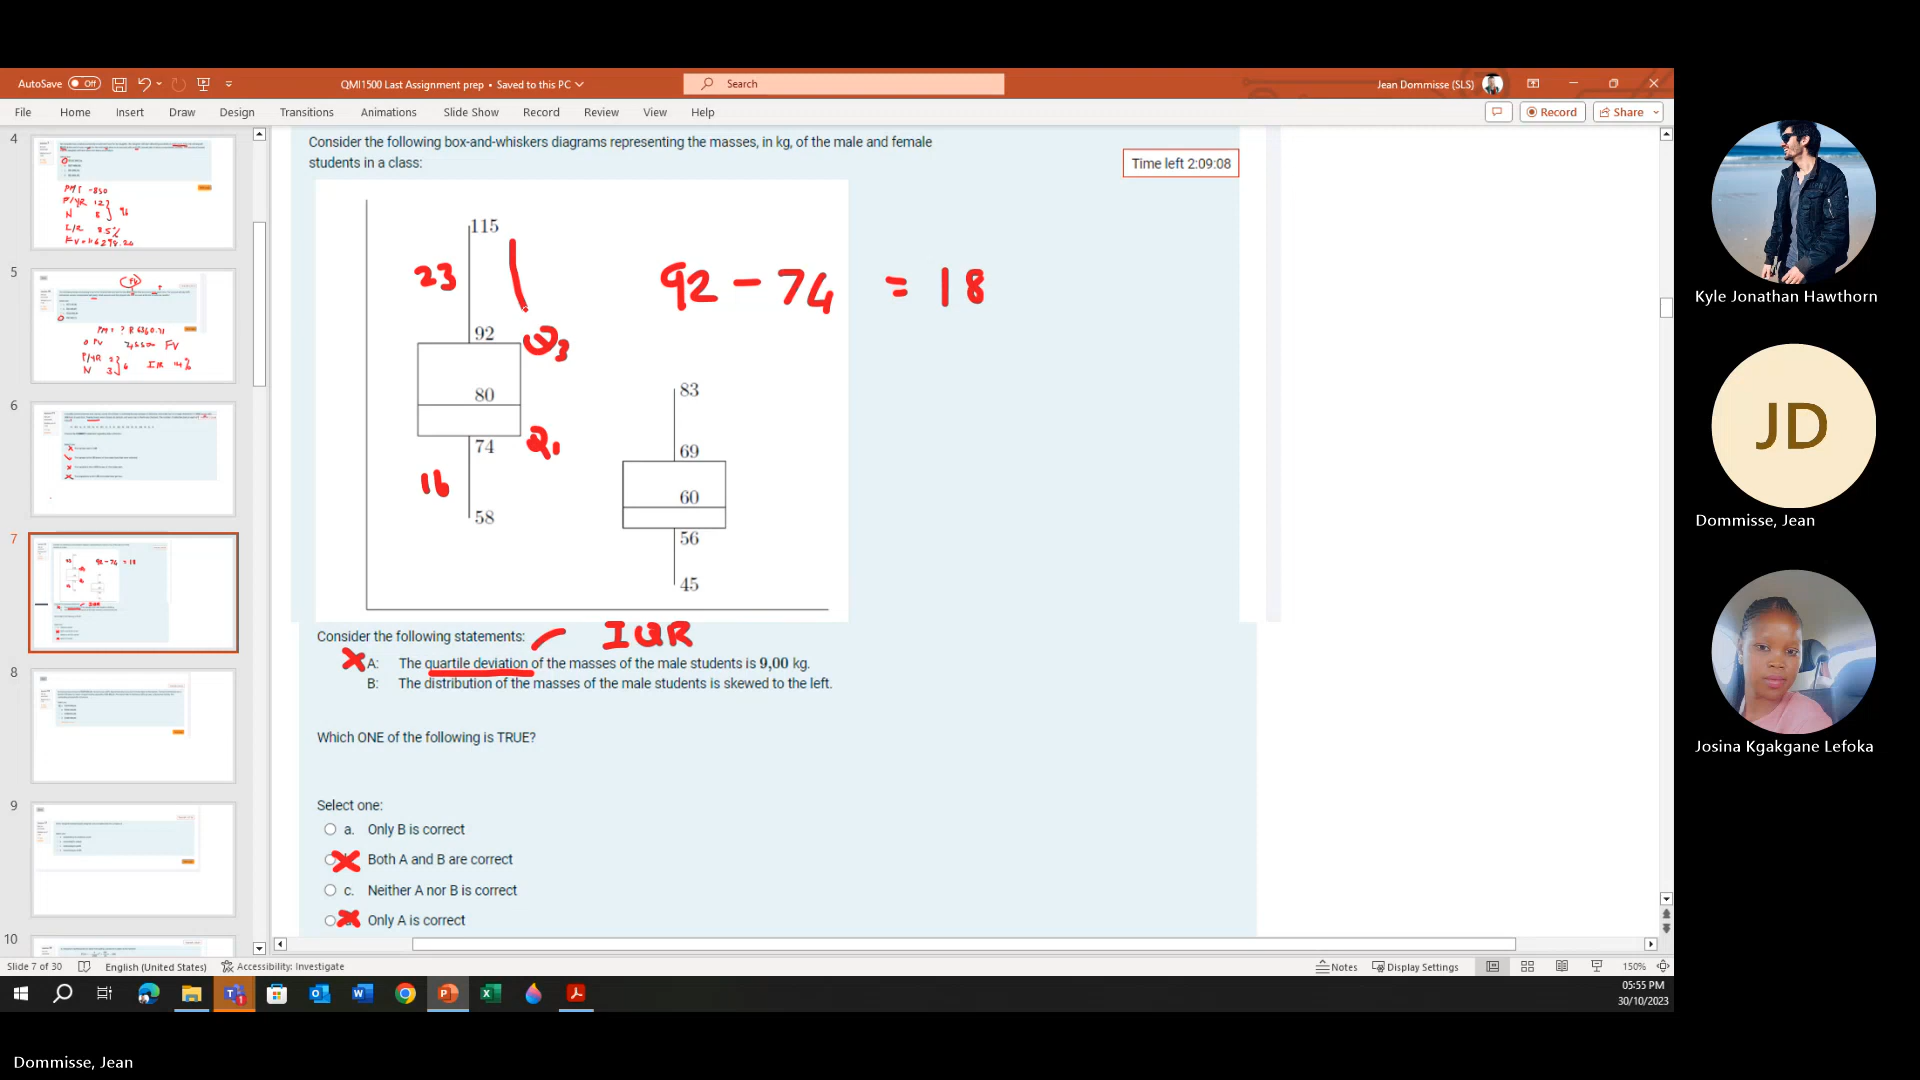 AutoSave Off
QMI1500 Last Assignment prep • Saved to this PC
Search
Jean Dommisse (SLS)
File Home Insert Draw Design Transitions Animations Slide Show Record Review View Help
Record
Share
4
5
6
7
8
9
10
Consider the following box-and-whiskers diagrams representing the masses, in kg, of the male and female
students in a class:
Time left 2:09:08
115
23
92 - 74 = 18
92
Q3
80
83
74
Q1
69
16
60
58
56
45
Consider the following statements:
IQR
A: The quartile deviation of the masses of the male students is 9,00 kg.
B: The distribution of the masses of the male students is skewed to the left.
Which ONE of the following is TRUE?
Select one:
a. Only B is correct
Both A and B are correct
c. Neither A nor B is correct
Only A is correct
Slide 7 of 30
English (United States)
Accessibility: Investigate
Notes
Display Settings
150%
05:55 PM
30/10/2023
Kyle Jonathan Hawthorn
JD
Dommisse, Jean
Josina Kgakgane Lefoka
Dommisse, Jean